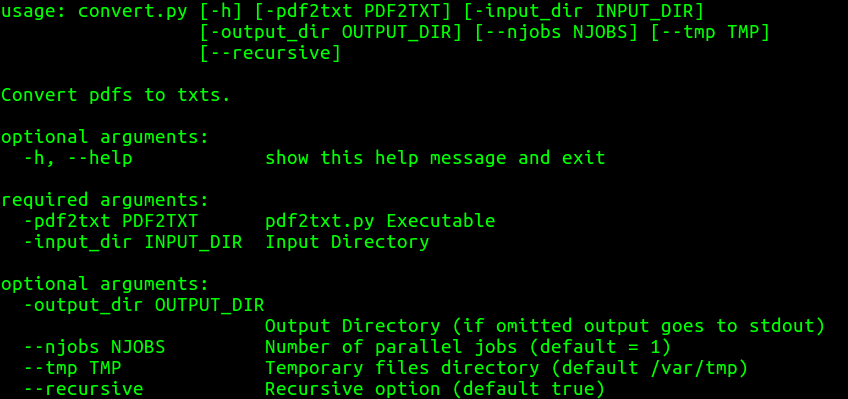 usage: convert.py [-h] [-pdf2txt PDF2TXT] [-input_dir INPUT_DIR]
                  [-output_dir OUTPUT_DIR] [--njobs NJOBS] [--tmp TMP]
                  [--recursive]

Convert pdfs to txts.

optional arguments:
  -h, --help            show this help message and exit

required arguments:
  -pdf2txt PDF2TXT      pdf2txt.py Executable
  -input_dir INPUT_DIR  Input Directory

optional arguments:
  -output_dir OUTPUT_DIR
                        Output Directory (if omitted output goes to stdout)
  --njobs NJOBS         Number of parallel jobs (default = 1)
  --tmp TMP             Temporary files directory (default /var/tmp)
  --recursive           Recursive option (default true)